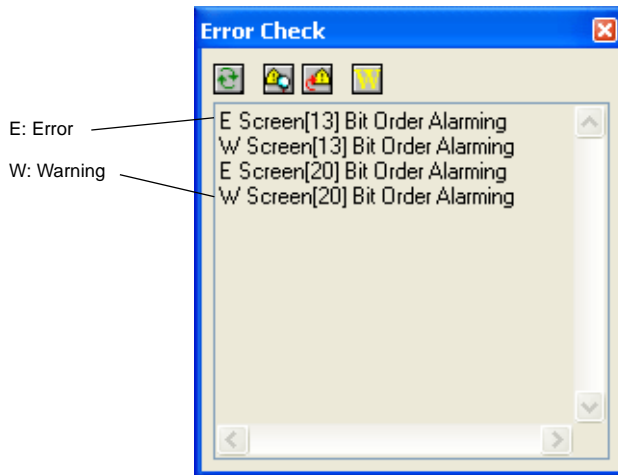 Error Check
W
E: Error
W: Warning
E Screen[13] Bit Order Alarming
W Screen[13] Bit Order Alarming
E Screen[20] Bit Order Alarming
W Screen[20] Bit Order Alarming